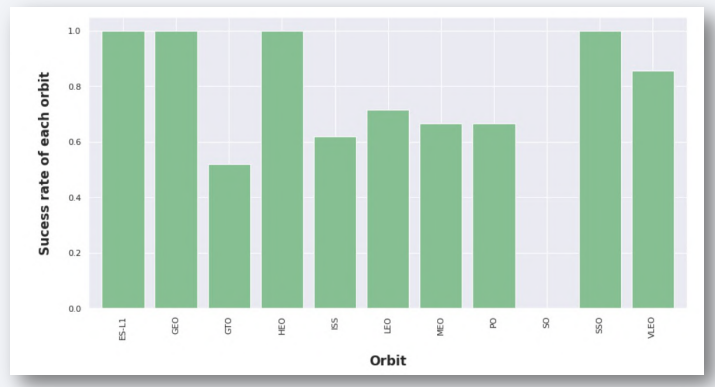 Sucess rate of each orbit
1.0
0.8
0.6
0.4
0.2
0.0
ES-L1
GEO
GTO
HEO
ISS
LEO
MEO
PO
SO
SSO
VLEO
Orbit